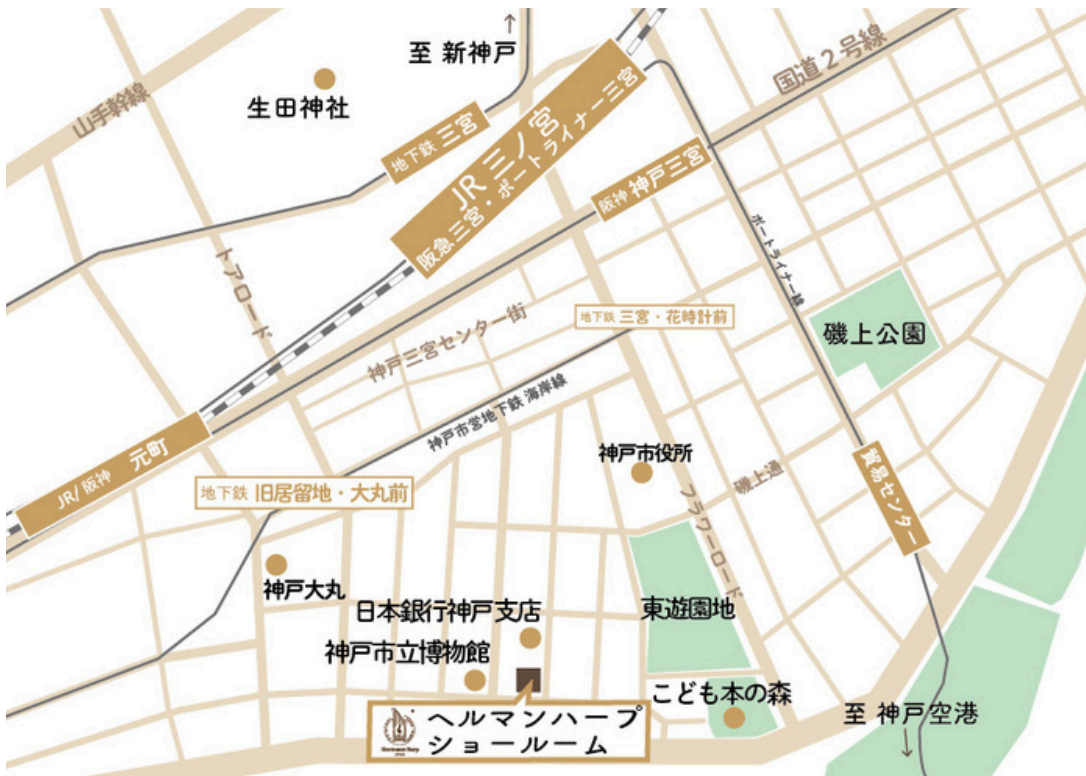 至 新神戸
国道2号線
山手幹線
生田神社
地下鉄 三宮
JR 三ノ宮
阪急三宮・ポートライナー三宮
阪神 神戸三宮
ポートライナー線
トアロード
地下鉄 三宮・花時計前
磯上公園
神戸三宮センター街
神戸市営地下鉄 海岸線
JR/阪神 元町
神戸市役所
磯上通
貿易センター
地下鉄 旧居留地・大丸前
フラワーロード
神戸大丸
日本銀行神戸支店
東遊園地
神戸市立博物館
こども本の森
至 神戸空港
Hermann Harp
ヘルマンハープ
ショールーム